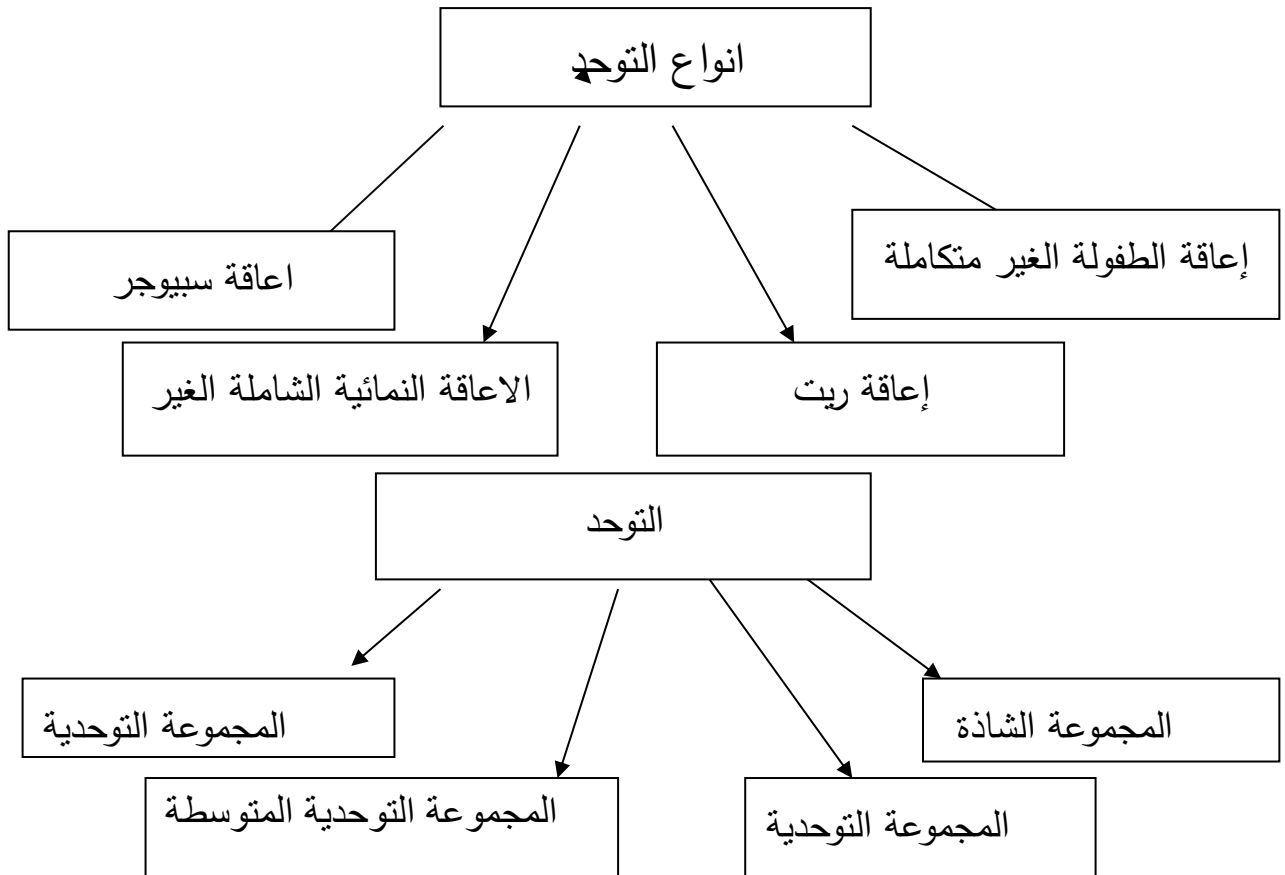 انواع التوحد
إعاقة الطفولة الغير متكاملة
اعاقة سبيوجر
إعاقة ريت
الاعاقة النمائية الشاملة الغير
التوحد
المجموعة الشاذة
المجموعة التوحدية
المجموعة التوحدية
المجموعة التوحدية المتوسطة